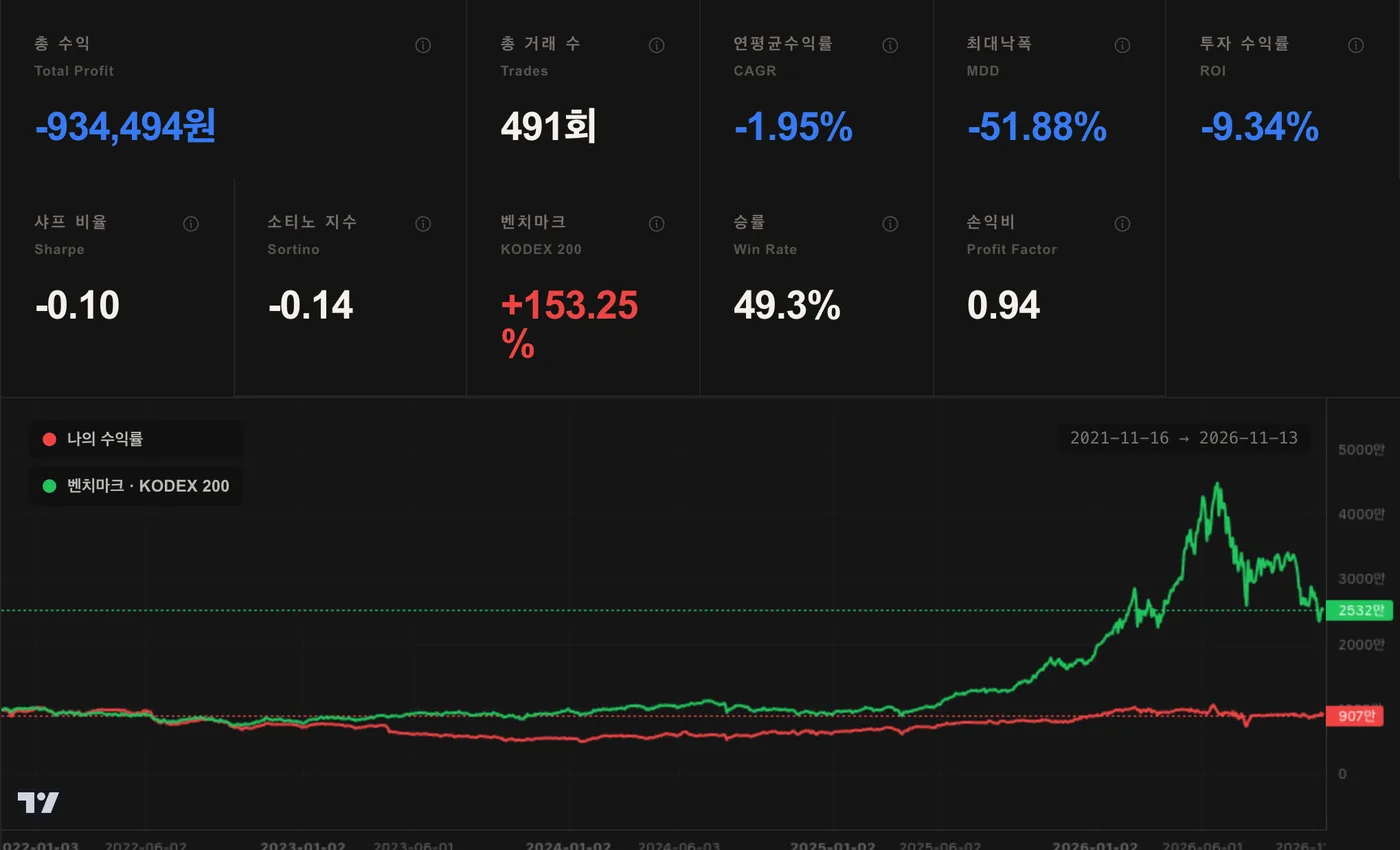 총 수익
Total Profit
-934,494원
총 거래 수
Trades
491회
연평균수익률
CAGR
-1.95%
최대낙폭
MDD
-51.88%
투자 수익률
ROI
-9.34%
샤프 비율
Sharpe
-0.10
소티노 지수
Sortino
-0.14
벤치마크
KODEX 200
+153.25
%
승률
Win Rate
49.3%
손익비
Profit Factor
0.94
나의 수익률
벤치마크 · KODEX 200
2021-11-16 → 2026-11-13
5000만
4000만
3000만
2532만
2000만
907만
0
022-01-03 2022-06-02 2023-01-02 2023-06-01 2024-01-02 2024-06-03 2025-01-02 2025-06-02 2026-01-02 2026-06-01